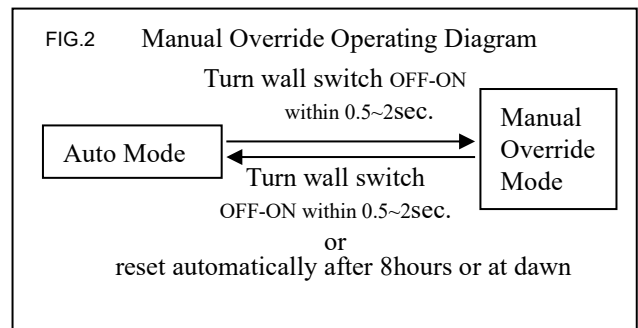 FIG.2 Manual Override Operating Diagram
Turn wall switch OFF-ON
within 0.5~2sec.
Auto Mode
Manual
Override
Mode
Turn wall switch
OFF-ON within 0.5~2sec.
or
reset automatically after 8hours or at dawn